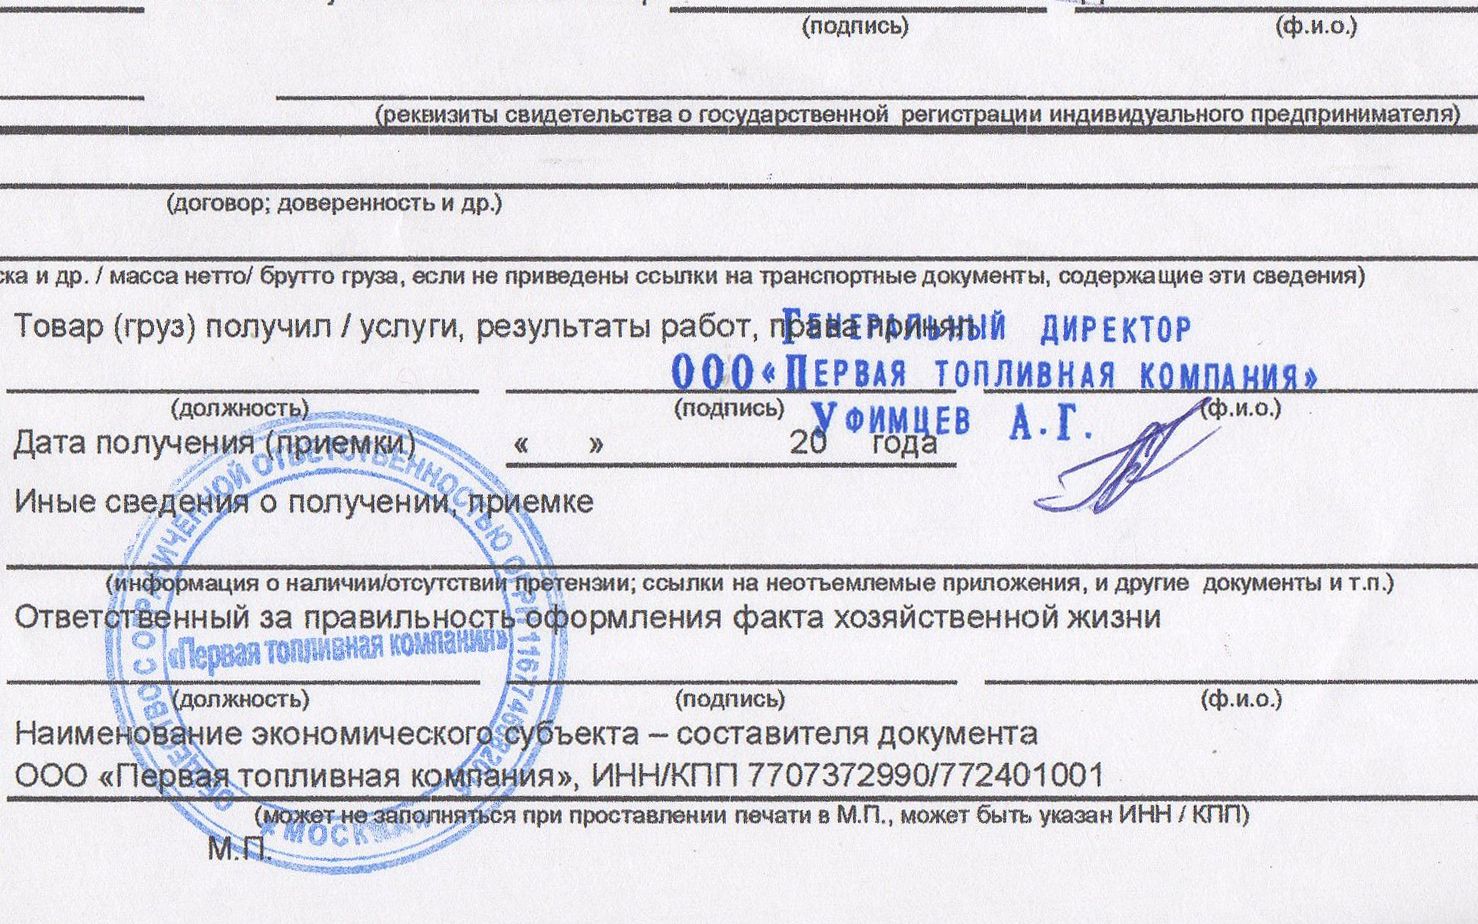 (подпись) (ф.и.о.)
(реквизиты свидетельства о государственной регистрации индивидуального предпринимателя)
(договор; доверенность и др.)
ска и др. / масса нетто/ брутто груза, если не приведены ссылки на транспортные документы, содержащие эти сведения)
Товар (груз) получил / услуги, результаты работ, права принял
ГЕНЕРАЛЬНЫЙ ДИРЕКТОР
ООО «ПЕРВАЯ ТОПЛИВНАЯ КОМПАНИЯ»
УФИМЦЕВ А.Г.
(должность) (подпись) (ф.и.о.)
Дата получения (приемки) « » 20 года
Иные сведения о получении, приемке
(информация о наличии/отсутствии претензии; ссылки на неотъемлемые приложения, и другие документы и т.п.)
Ответственный за правильность оформления факта хозяйственной жизни
(должность) (подпись) (ф.и.о.)
Наименование экономического субъекта – составителя документа
ООО «Первая топливная компания», ИНН/КПП 7707372990/772401001
(может не заполняться при проставлении печати в М.П., может быть указан ИНН / КПП)
М.П.
ОБЩЕСТВО С ОГРАНИЧЕННОЙ ОТВЕТСТВЕННОСТЬЮ ОГРН
«Первая топливная компания»
МОСКВА